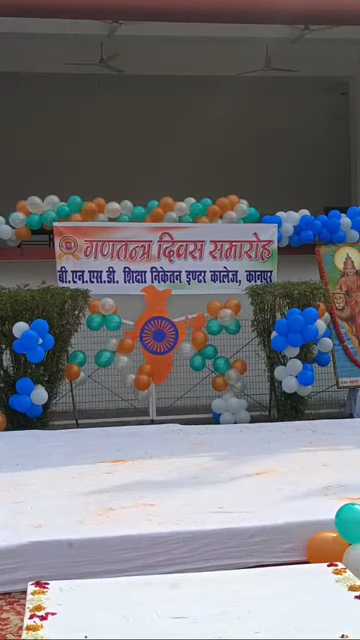 गणतन्त्र दिवस समारोह
बी.एन.एस.डी. शिक्षा निकेतन इण्टर कालेज, कानपुर